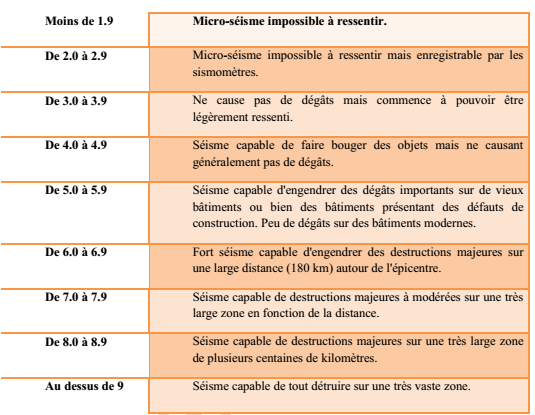 Moins de 1.9 Micro-séisme impossible à ressentir.
De 2.0 à 2.9 Micro-séisme impossible à ressentir mais enregistrable par les
sismomètres.
De 3.0 à 3.9 Ne cause pas de dégâts mais commence à pouvoir être
légèrement ressenti.
De 4.0 à 4.9 Séisme capable de faire bouger des objets mais ne causant
généralement pas de dégâts.
De 5.0 à 5.9 Séisme capable d'engendrer des dégâts importants sur de vieux
bâtiments ou bien des bâtiments présentant des défauts de
construction. Peu de dégâts sur des bâtiments modernes.
De 6.0 à 6.9 Fort séisme capable d'engendrer des destructions majeures sur
une large distance (180 km) autour de l'épicentre.
De 7.0 à 7.9 Séisme capable de destructions majeures à modérées sur une très
large zone en fonction de la distance.
De 8.0 à 8.9 Séisme capable de destructions majeures sur une très large zone
de plusieurs centaines de kilomètres.
Au dessus de 9 Séisme capable de tout détruire sur une très vaste zone.